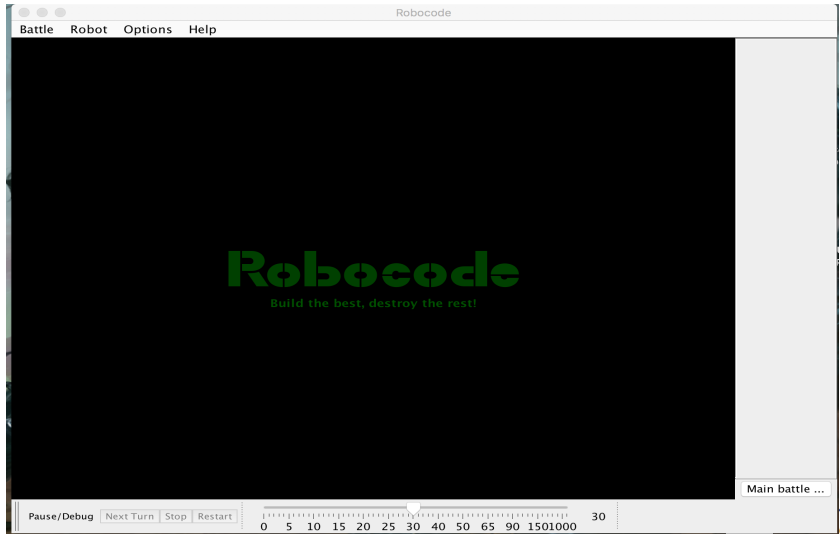 Robocode
Battle Robot Options Help
Robocode
Build the best, destroy the rest!
Main battle ...
Pause/Debug Next Turn Stop Restart 30
0 5 10 15 20 25 30 40 50 65 90 150 1000